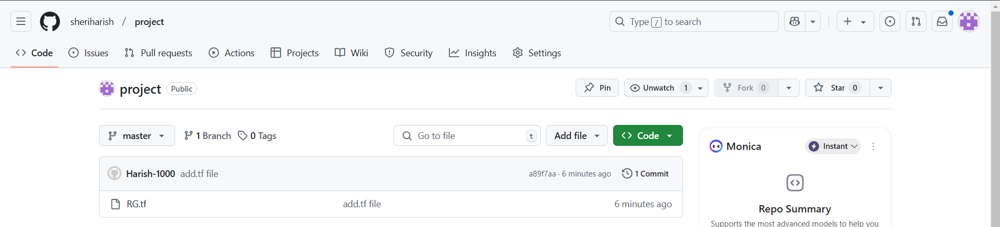 sheriharish / project
Type / to search
Code Issues Pull requests Actions Projects Wiki Security Insights Settings
project Public
Pin Unwatch 1 Fork 0 Star 0
master 1 Branch 0 Tags
Go to file t Add file Code
Monica Instant
Harish-1000 add.tf file a89f7aa · 6 minutes ago 1 Commit
RG.tf add.tf file 6 minutes ago
Repo Summary
Supports the most advanced models to help you